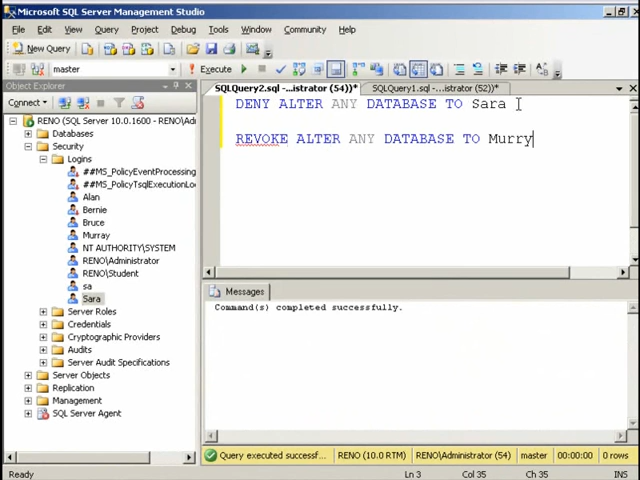 Microsoft SQL Server Management Studio
File Edit View Query Project Debug Tools Window Community Help
New Query
master Execute
Object Explorer
Connect
RENO (SQL Server 10.0.1600 - RENO\Adn
Databases
Security
Logins
##MS_PolicyEventProcessing
##MS_PolicyTsqlExecutionLo
Alan
Bernie
Bruce
Murray
NT AUTHORITY\SYSTEM
RENO\Administrator
RENO\Student
sa
Sara
Server Roles
Credentials
Cryptographic Providers
Audits
Server Audit Specifications
Server Objects
Replication
Management
SQL Server Agent
SQLQuery2.sql -...istrator (54))* SQLQuery1.sql -...istrator (52))*
DENY ALTER ANY DATABASE TO Sara
REVOKE ALTER ANY DATABASE TO Murry
Messages
Command(s) completed successfully.
Query executed successf... RENO (10.0 RTM) RENO\Administrator (54) master 00:00:00 0 rows
Ready Ln 3 Col 35 Ch 35 INS